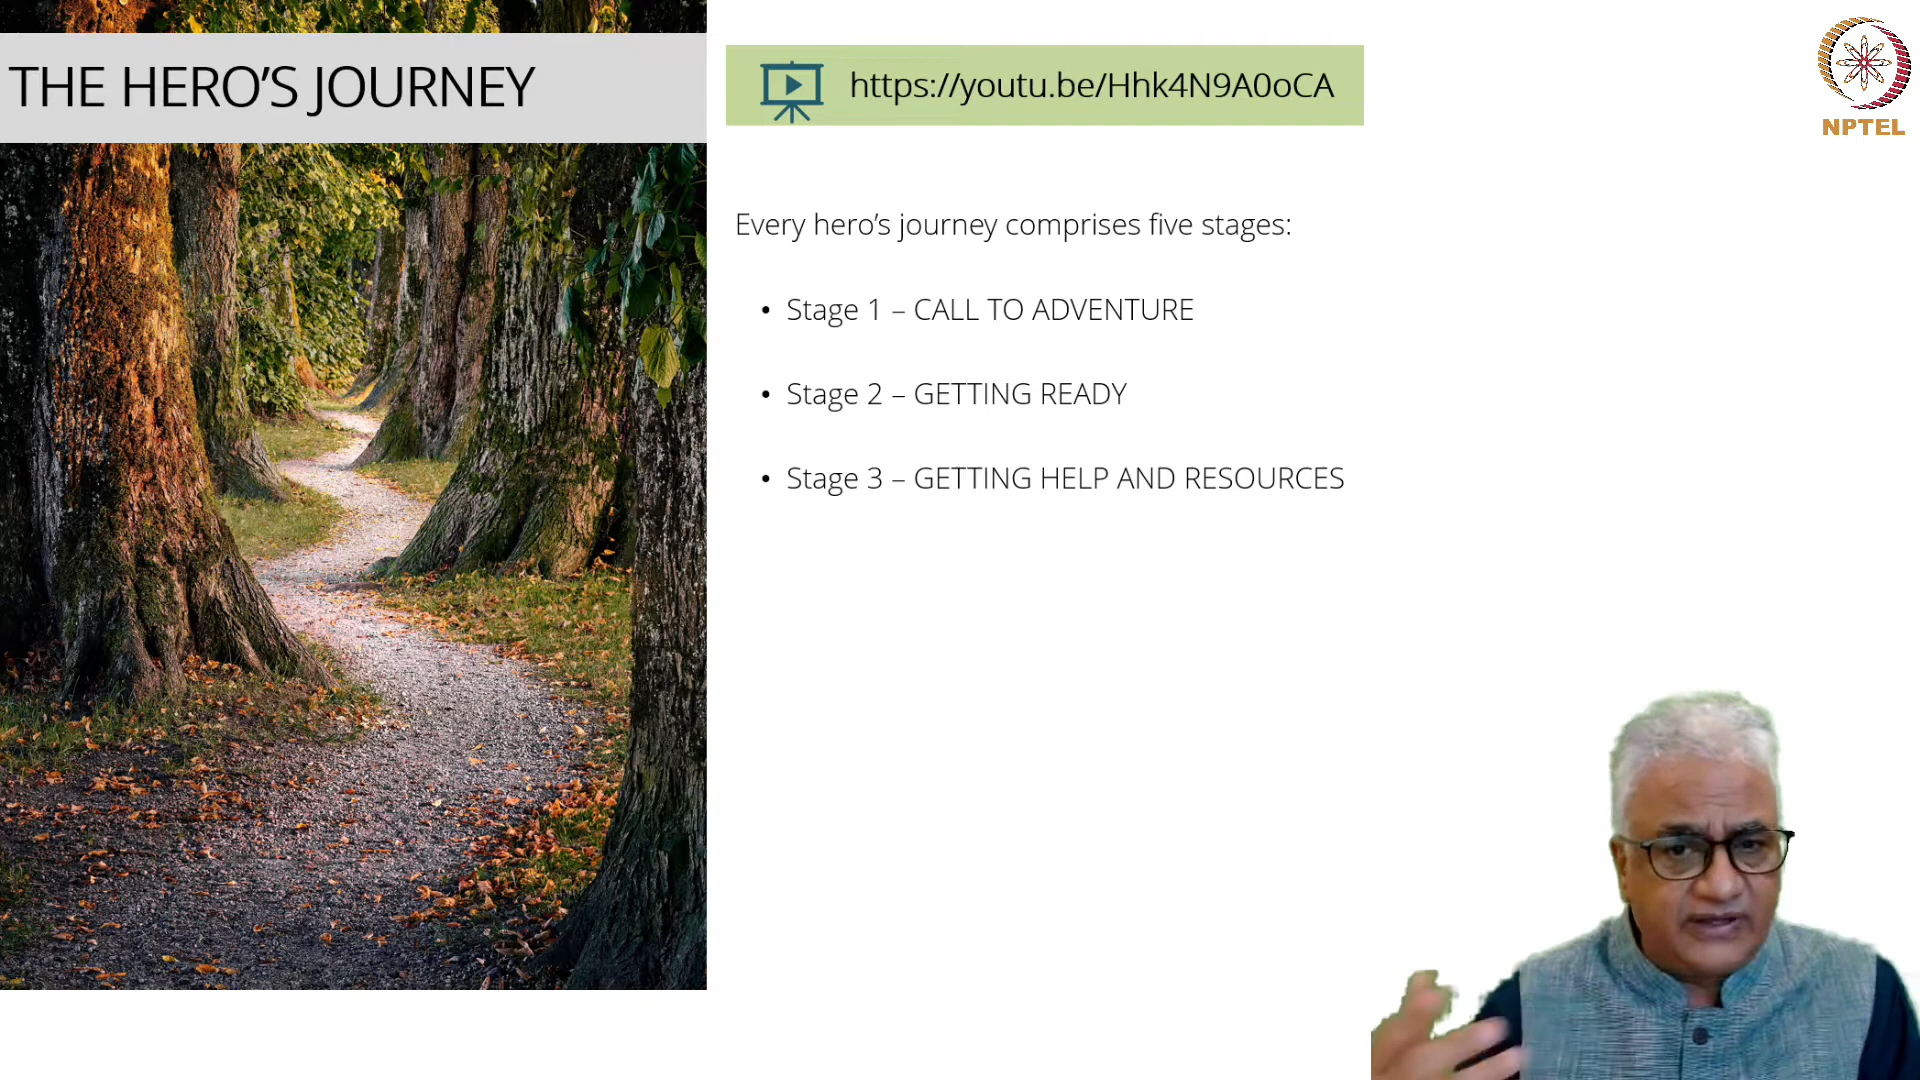 THE HERO’S JOURNEY
https://youtu.be/Hhk4N9A0oCA
NPTEL
Every hero’s journey comprises five stages:
• Stage 1 – CALL TO ADVENTURE
• Stage 2 – GETTING READY
• Stage 3 – GETTING HELP AND RESOURCES